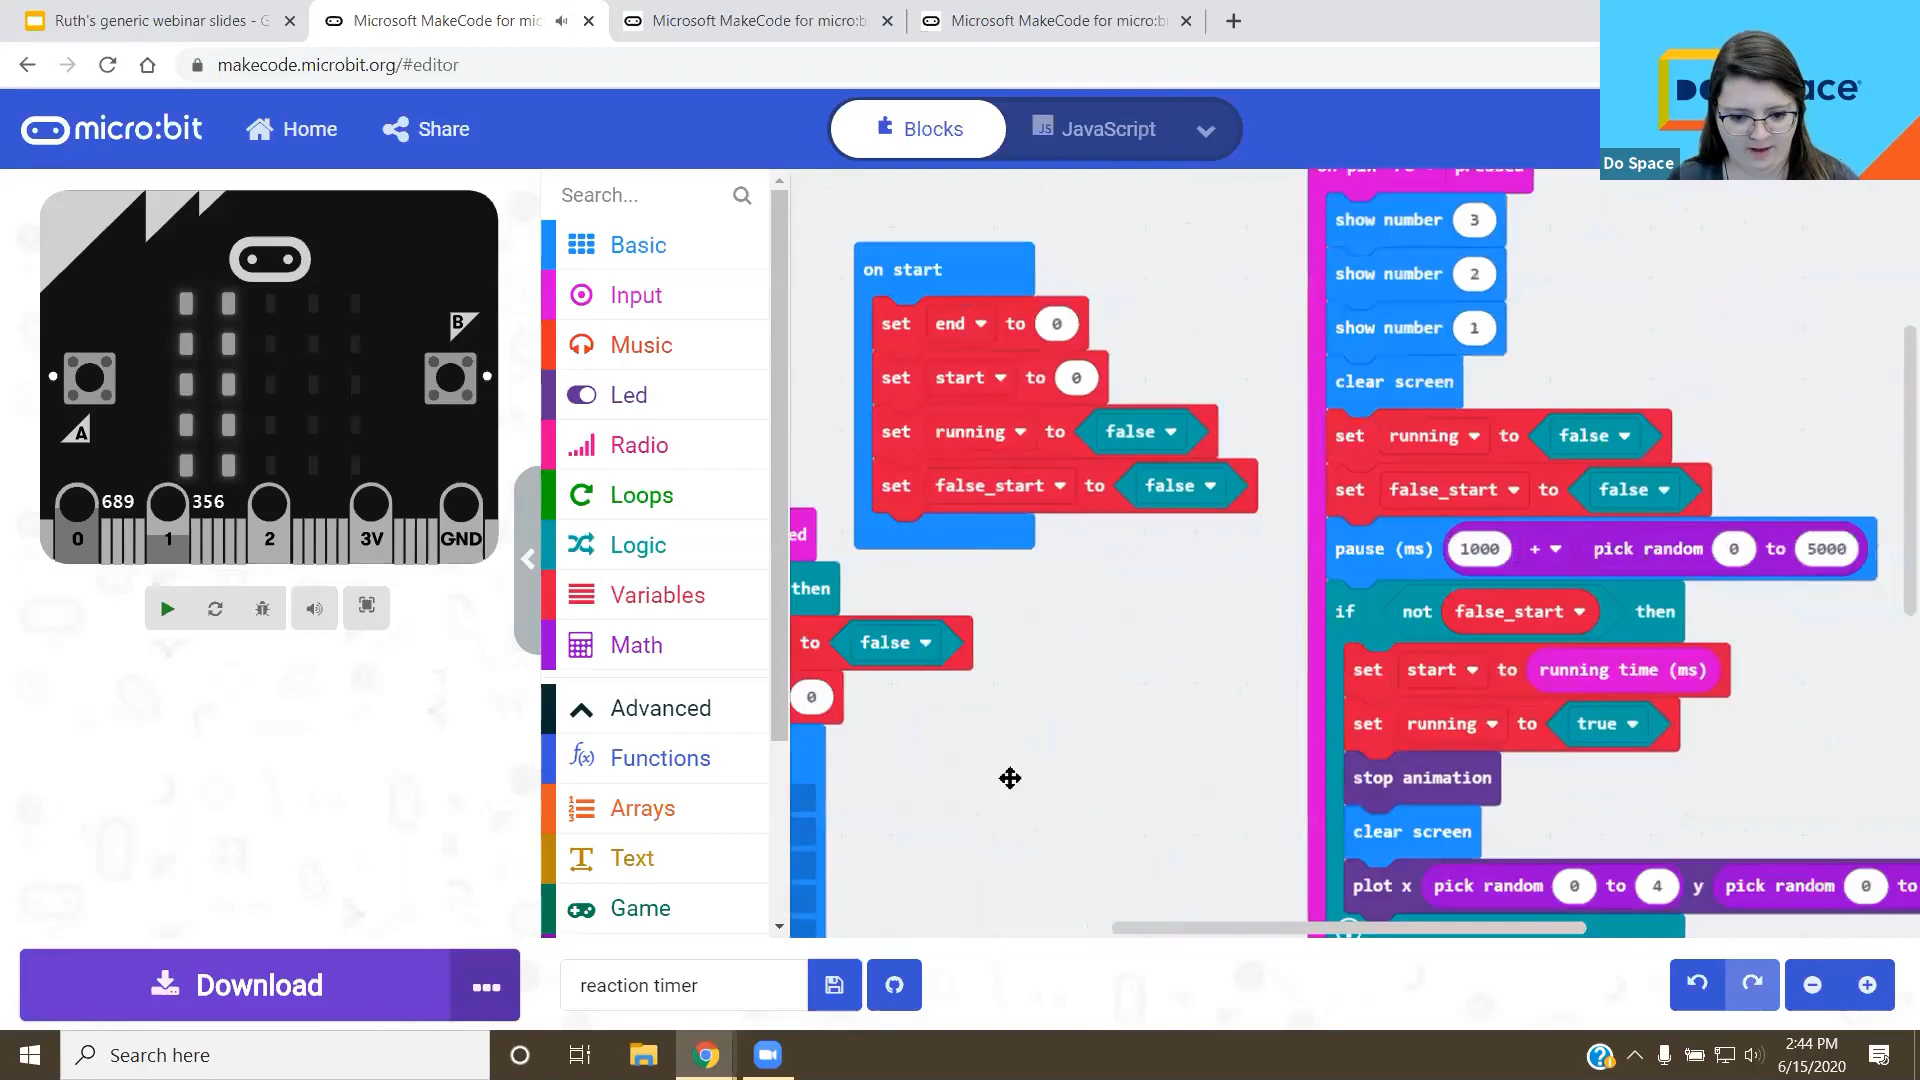 Ruth's generic webinar slides - G
Microsoft MakeCode for mic
Microsoft MakeCode for micro:b
Microsoft MakeCode for micro:b
makecode.microbit.org/#editor
micro:bit
Home
Share
Blocks
JS
JavaScript
Do Space
B
A
689
356
0
1
2
3V
GND
Download
Search...
Basic
Input
Music
Led
Radio
Loops
Logic
Variables
Math
Advanced
f(x) Functions
Arrays
Text
Game
ed
then
to false
0
on start
set end to 0
set start to 0
set running to false
set false_start to false
pressed
show number 3
show number 2
show number 1
clear screen
set running to false
set false_start to false
pause (ms) 1000 + pick random 0 to 5000
if not false_start then
set start to running time (ms)
set running to true
stop animation
clear screen
plot x pick random 0 to 4 y pick random 0 to
reaction timer
Search here
2:44 PM
6/15/2020